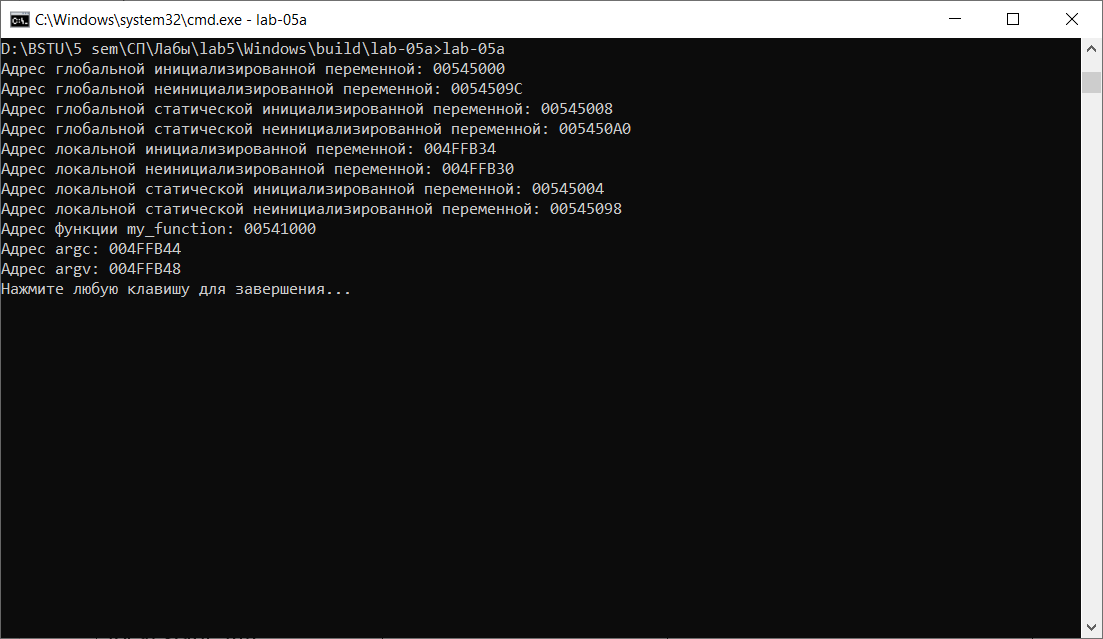 C:\Windows\system32\cmd.exe - lab-05a
D:\BSTU\5 sem\СП\Лабы\lab5\Windows\build\lab-05a>lab-05a
Адрес глобальной инициализированной переменной: 00545000
Адрес глобальной неинициализированной переменной: 0054509C
Адрес глобальной статической инициализированной переменной: 00545008
Адрес глобальной статической неинициализированной переменной: 005450A0
Адрес локальной инициализированной переменной: 004FFB34
Адрес локальной неинициализированной переменной: 004FFB30
Адрес локальной статической инициализированной переменной: 00545004
Адрес локальной статической неинициализированной переменной: 00545098
Адрес функции my_function: 00541000
Адрес argc: 004FFB44
Адрес argv: 004FFB48
Нажмите любую клавишу для завершения...